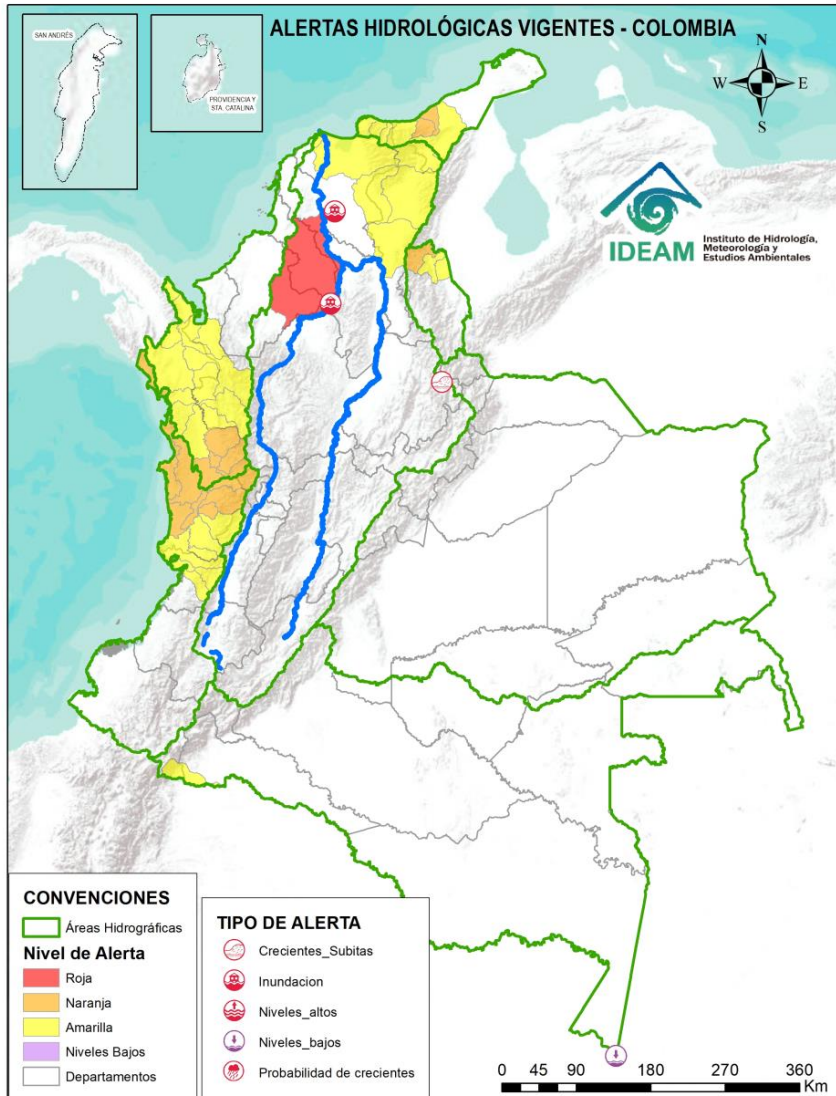 ALERTAS HIDROLÓGICAS VIGENTES - COLOMBIA
SAN ANDRÉS
PROVIDENCIA Y
STA. CATALINA
N
W
E
S
IDEAM
Instituto de Hidrología,
Meteorología y
Estudios Ambientales
CONVENCIONES
Áreas Hidrográficas
Nivel de Alerta
Roja
Naranja
Amarilla
Niveles Bajos
Departamentos
TIPO DE ALERTA
Crecientes_Subitas
Inundacion
Niveles_altos
Niveles_bajos
Probabilidad de crecientes
0 45 90 180 270 360
Km